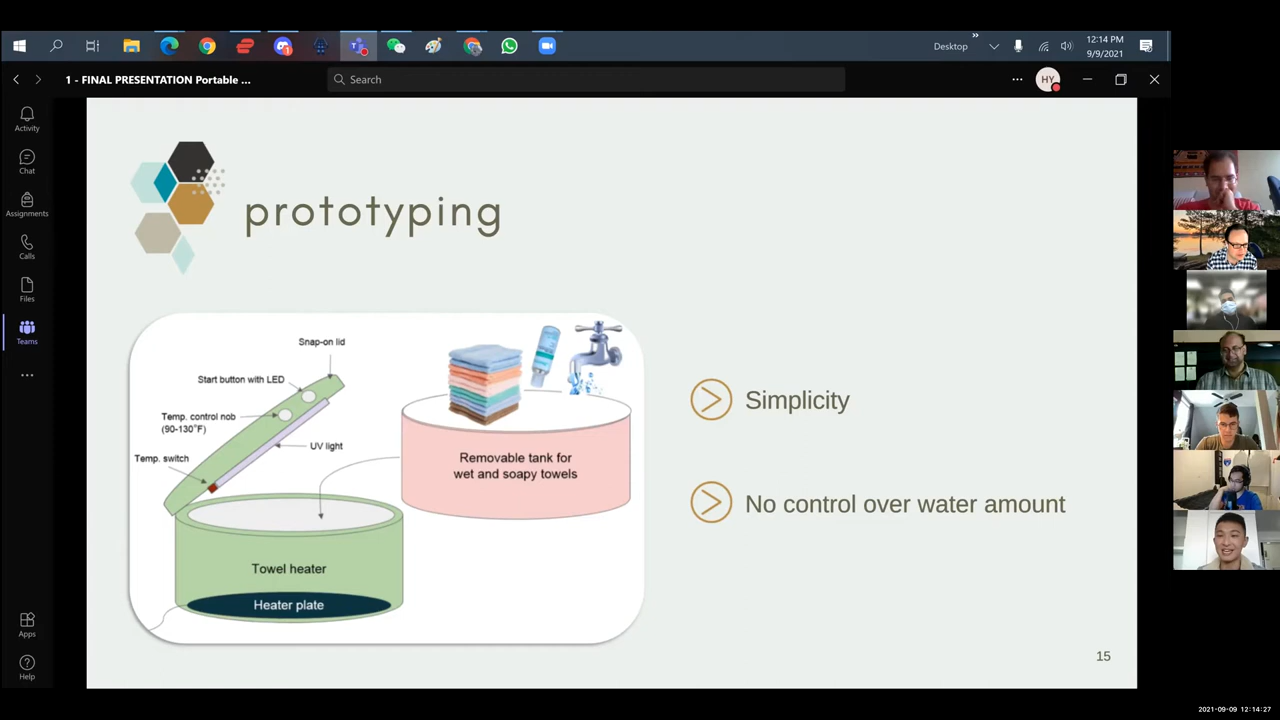 Desktop
12:14 PM
9/9/2021
1 - FINAL PRESENTATION Portable ...
Search
HY
Activity
Chat
Assignments
Calls
Files
Teams
Apps
Help
prototyping
Snap-on lid
Start button with LED
Temp. control nob
(90-130°F)
UV light
Temp. switch
Removable tank for
wet and soapy towels
Towel heater
Heater plate
Simplicity
No control over water amount
15
2021-09-09 12:14:27